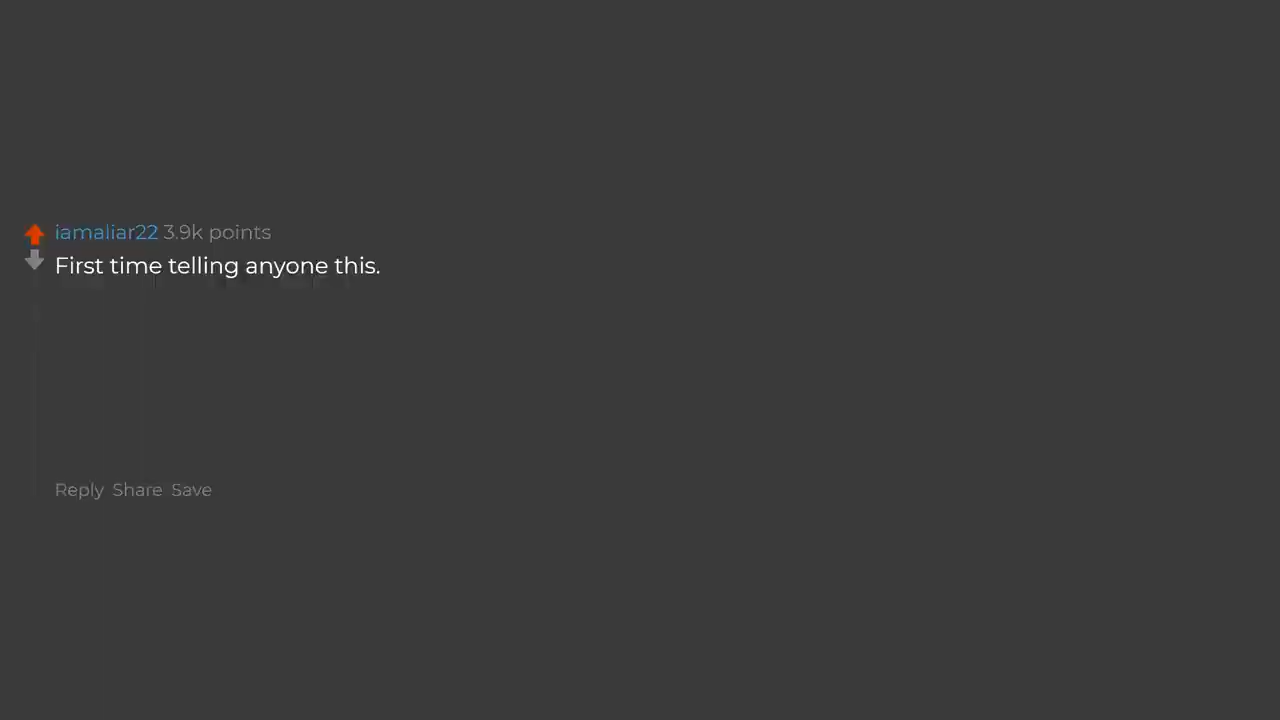 iamaliar22 3.9k points
First time telling anyone this.
Reply Share Save